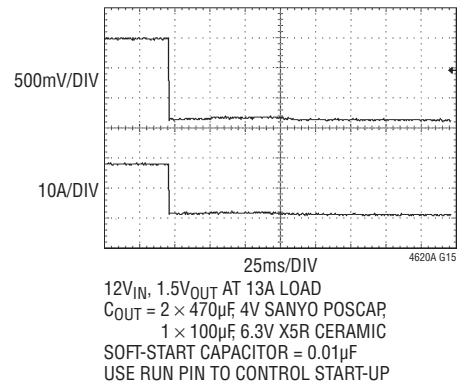 500mV/DIV
10A/DIV
25ms/DIV
4620A G15
12VIN, 1.5VOUT AT 13A LOAD
COUT = 2 × 470µF, 4V SANYO POSCAP,
1 × 100µF, 6.3V X5R CERAMIC
SOFT-START CAPACITOR = 0.01µF
USE RUN PIN TO CONTROL START-UP